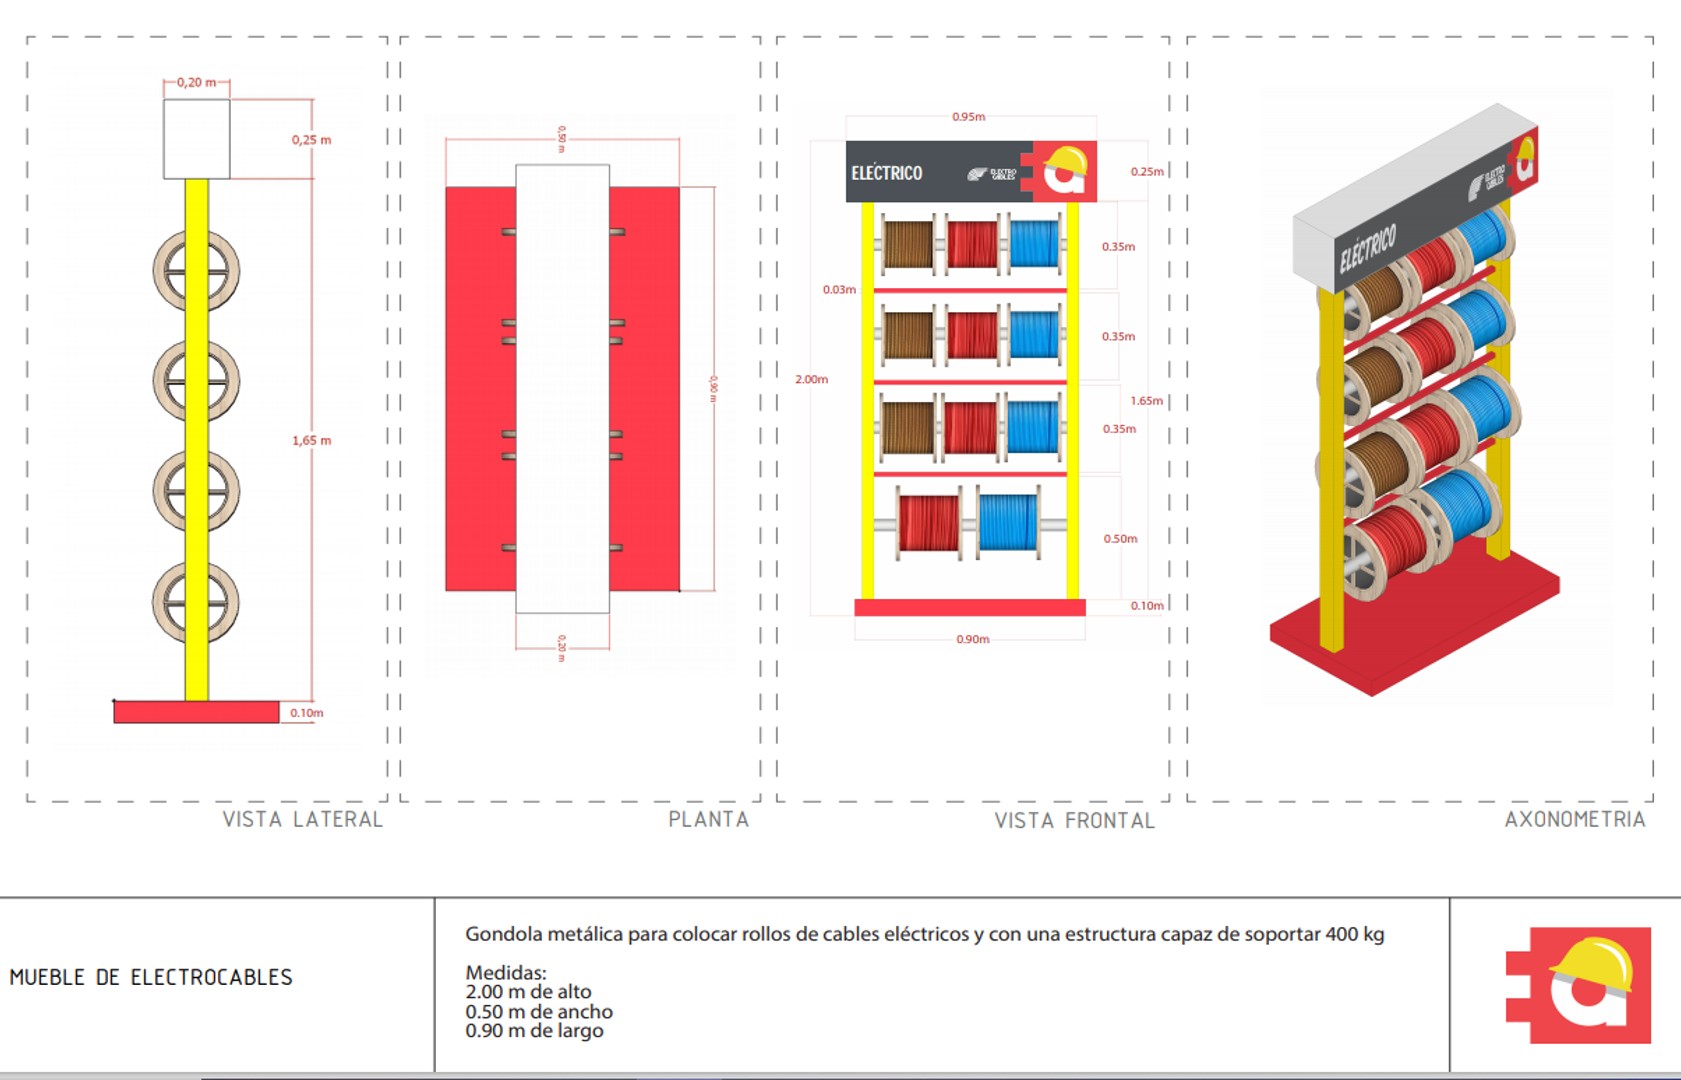 0,20 m
0,25 m
1,65 m
0.10m
VISTA LATERAL
0,50 m
0,90 m
0,20 m
PLANTA
0.95m
ELÉCTRICO
ELECTRO
CABLES
a
0.25m
0.35m
0.03m
0.35m
2.00m
1.65m
0.35m
0.50m
0.10m
0.90m
VISTA FRONTAL
ELÉCTRICO
ELECTRO
CABLES
a
AXONOMETRIA
MUEBLE DE ELECTROCABLES
Gondola metálica para colocar rollos de cables eléctricos y con una estructura capaz de soportar 400 kg
Medidas:
2.00 m de alto
0.50 m de ancho
0.90 m de largo
a